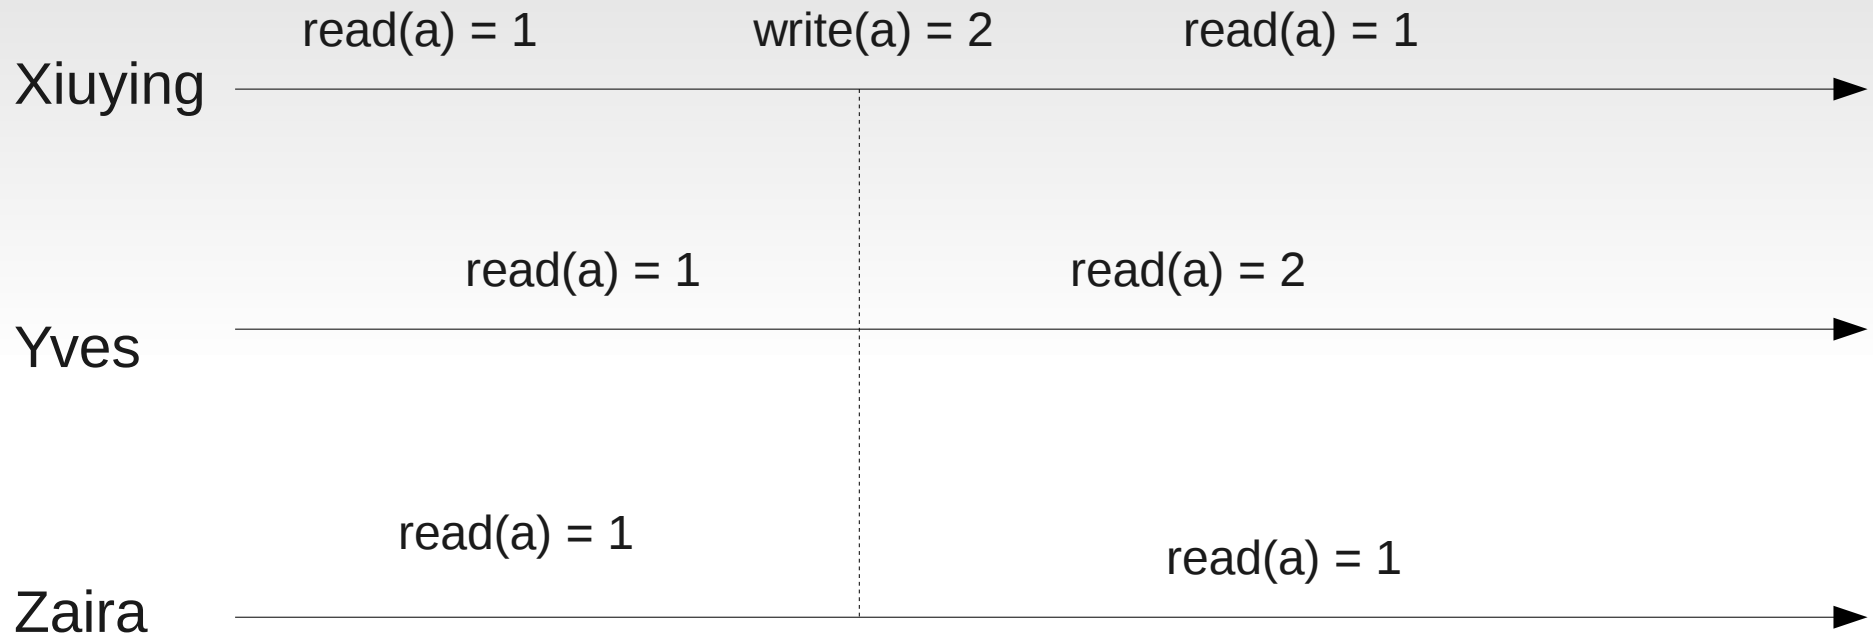 read(a) = 1
write(a) = 2
read(a) = 1
Xiuying
read(a) = 1
read(a) = 2
Yves
read(a) = 1
read(a) = 1
Zaira